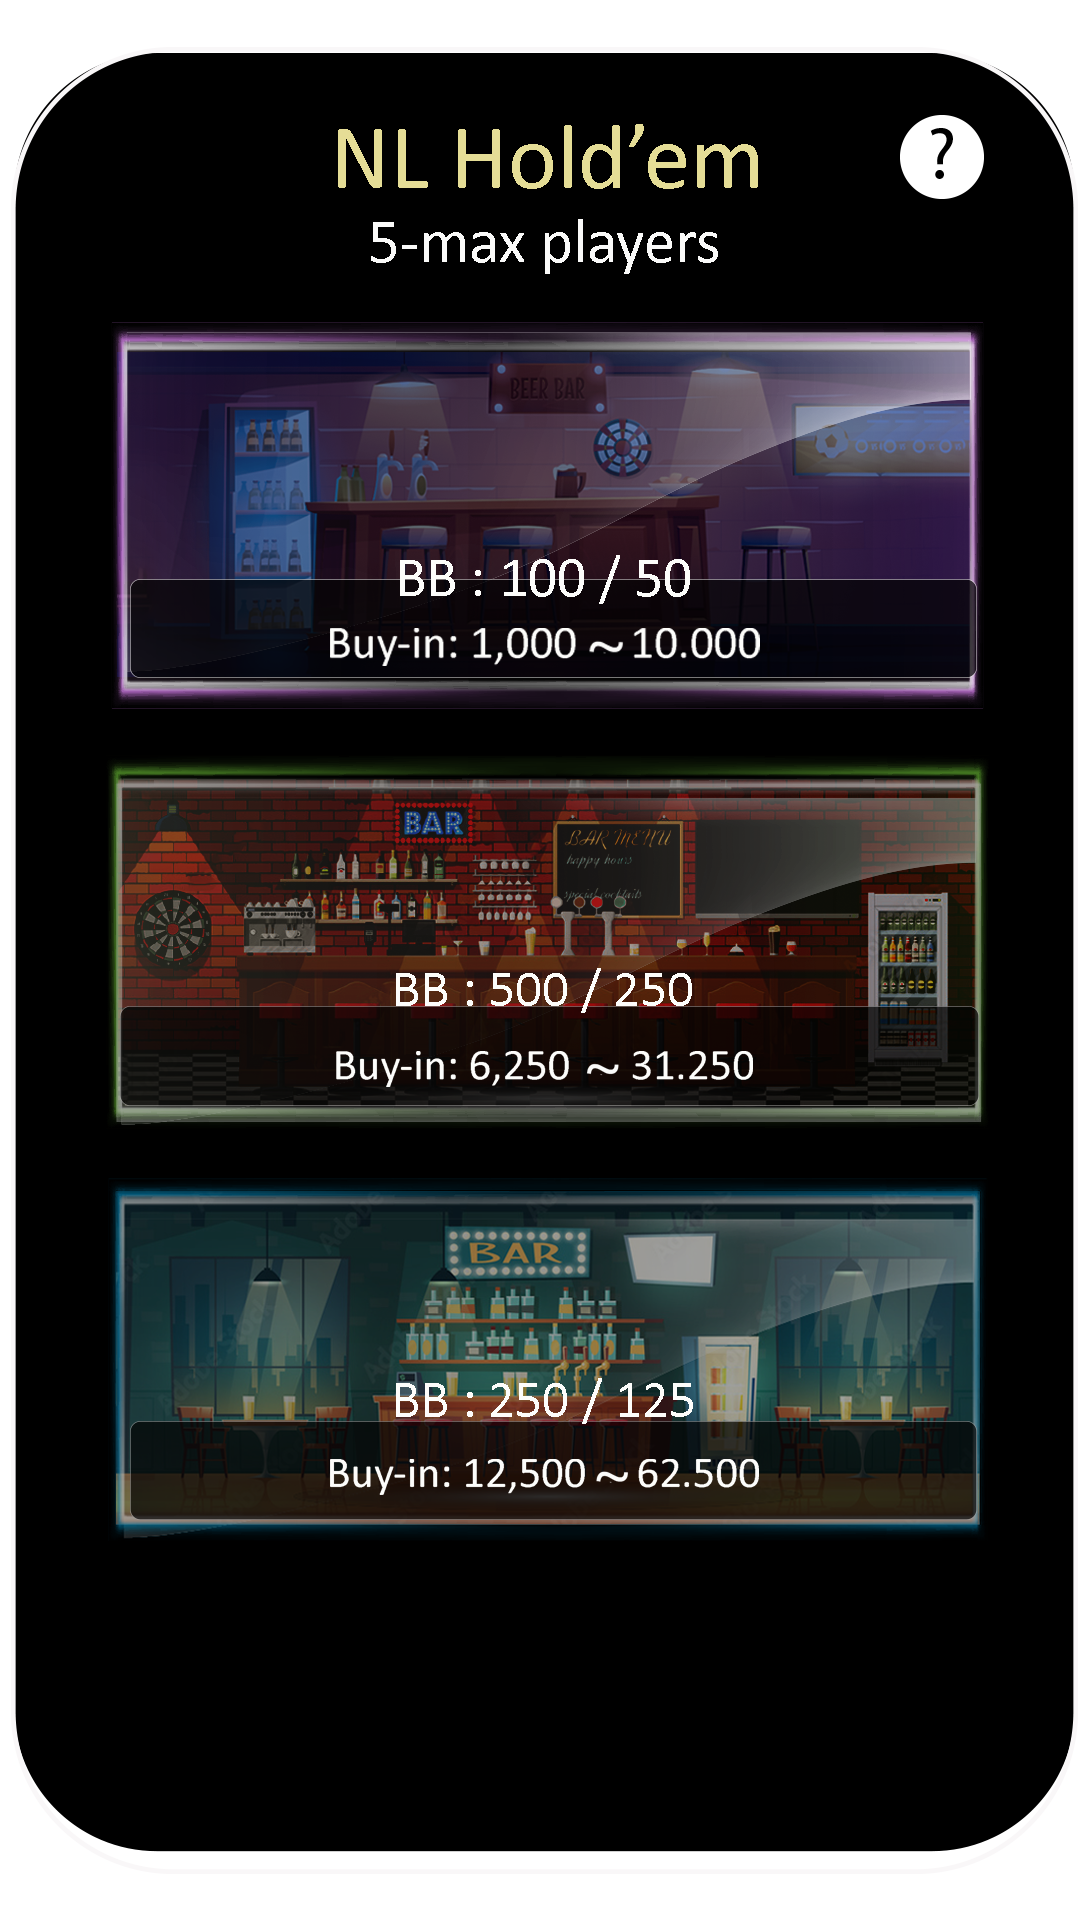 NL Hold’em
?
5-max players
BEER BAR
BB : 100 / 50
Buy-in: 1,000 ~ 10.000
BAR
BAR MENU
happy hours
special cocktails
BB : 500 / 250
Buy-in: 6,250 ~ 31.250
BAR
BB : 250 / 125
Buy-in: 12,500 ~ 62.500